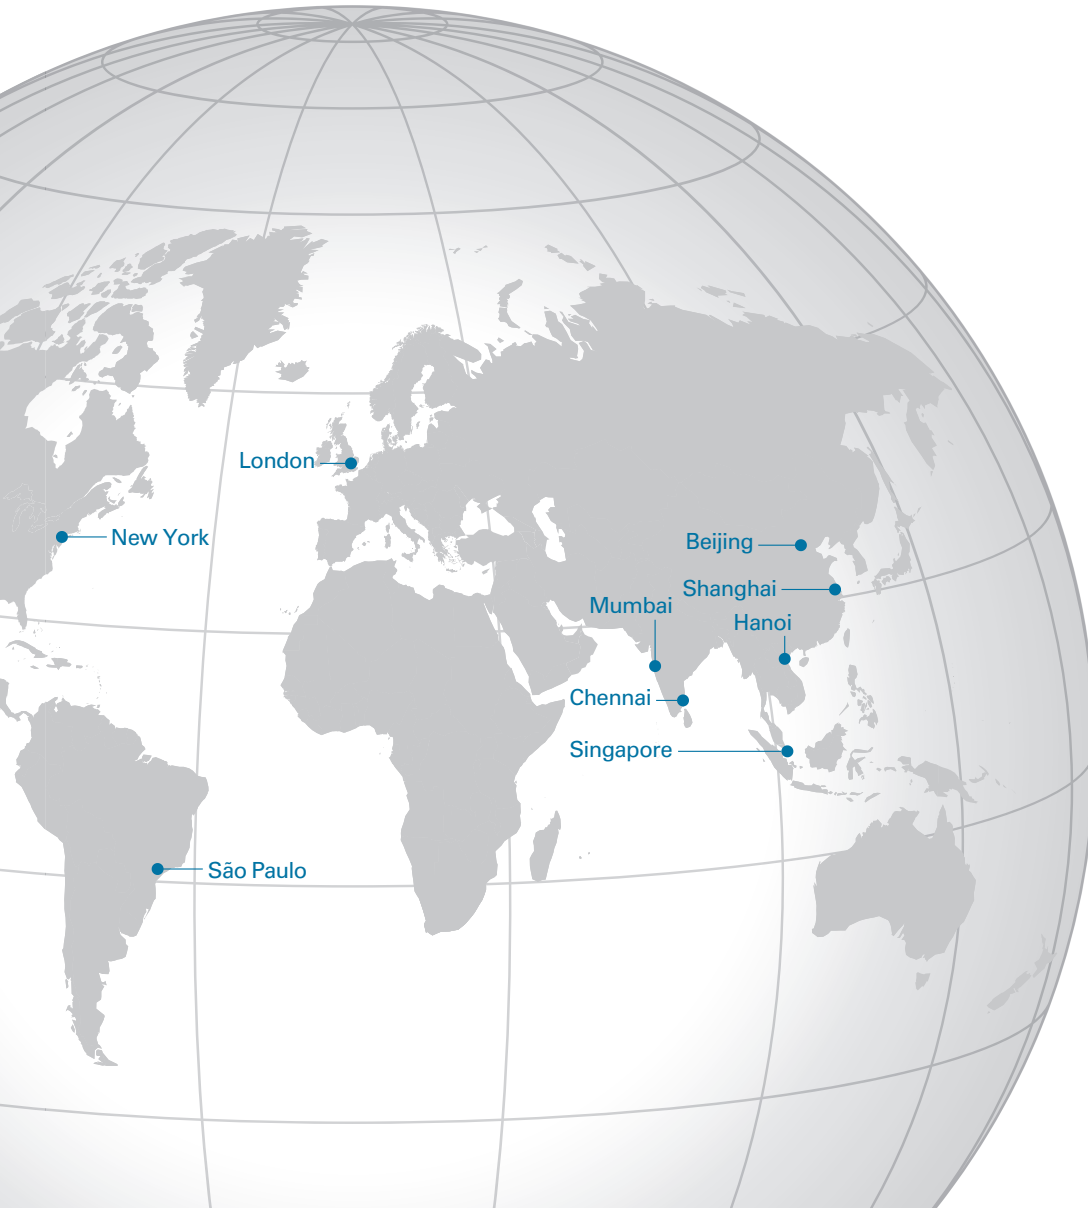 London
New York
Beijing
Shanghai
Mumbai
Hanoi
Chennai
Singapore
São Paulo